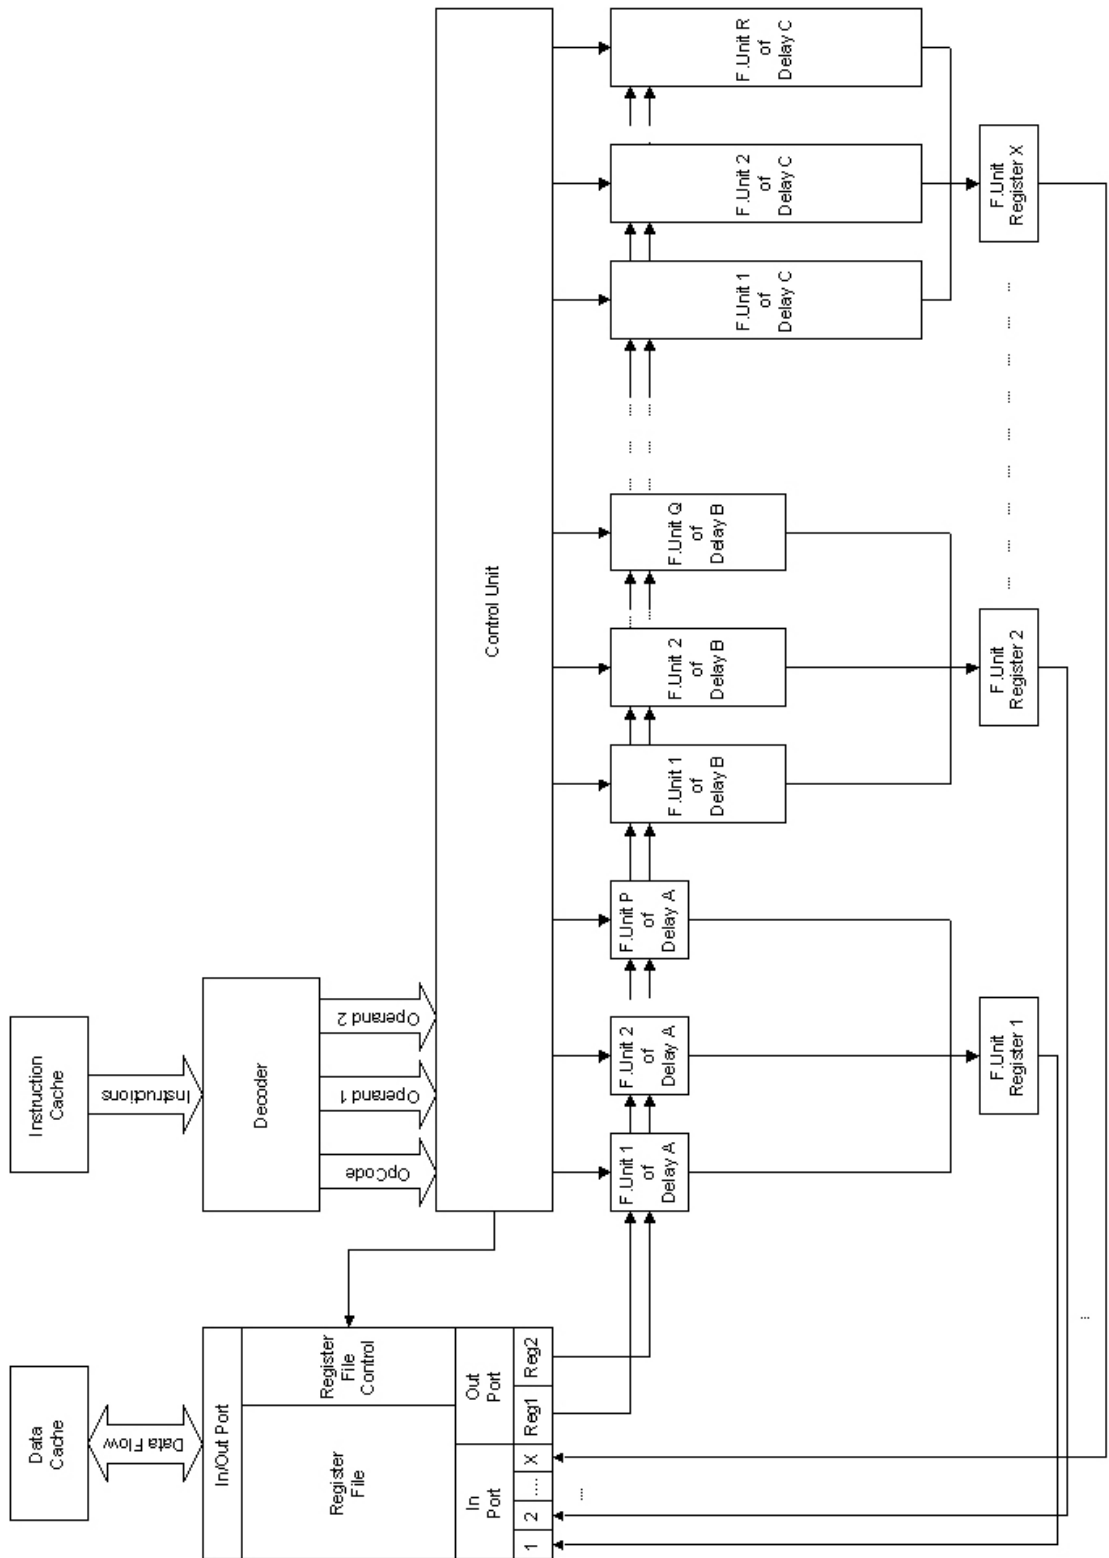 Data
Cache
Data Flow
In/Out Port
Register
File
Register
File
Control
In
Port
Out
Port
1
2
....
X
Reg1
Reg2
Instruction
Cache
Instructions
Decoder
OpCode
Operand 1
Operand 2
Control Unit
F.Unit 1
of
Delay A
F.Unit 2
of
Delay A
F.Unit P
of
Delay A
F.Unit 1
of
Delay B
F.Unit 2
of
Delay B
F.Unit Q
of
Delay B
F.Unit 1
of
Delay C
F.Unit 2
of
Delay C
F.Unit R
of
Delay C
F.Unit
Register 1
F.Unit
Register 2
F.Unit
Register X